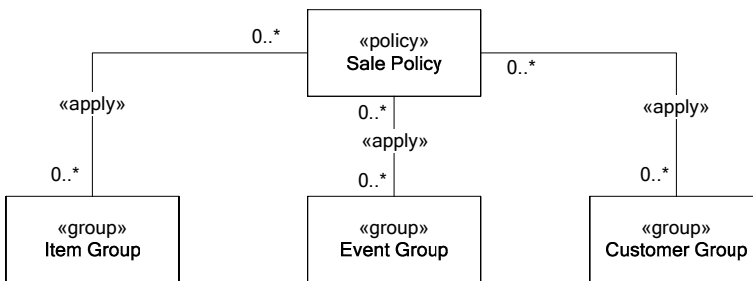 0..*
«policy»
Sale Policy
0..*
«apply»
0..*
«apply»
«apply»
0..*
0..*
0..*
«group»
Item Group
«group»
Event Group
«group»
Customer Group